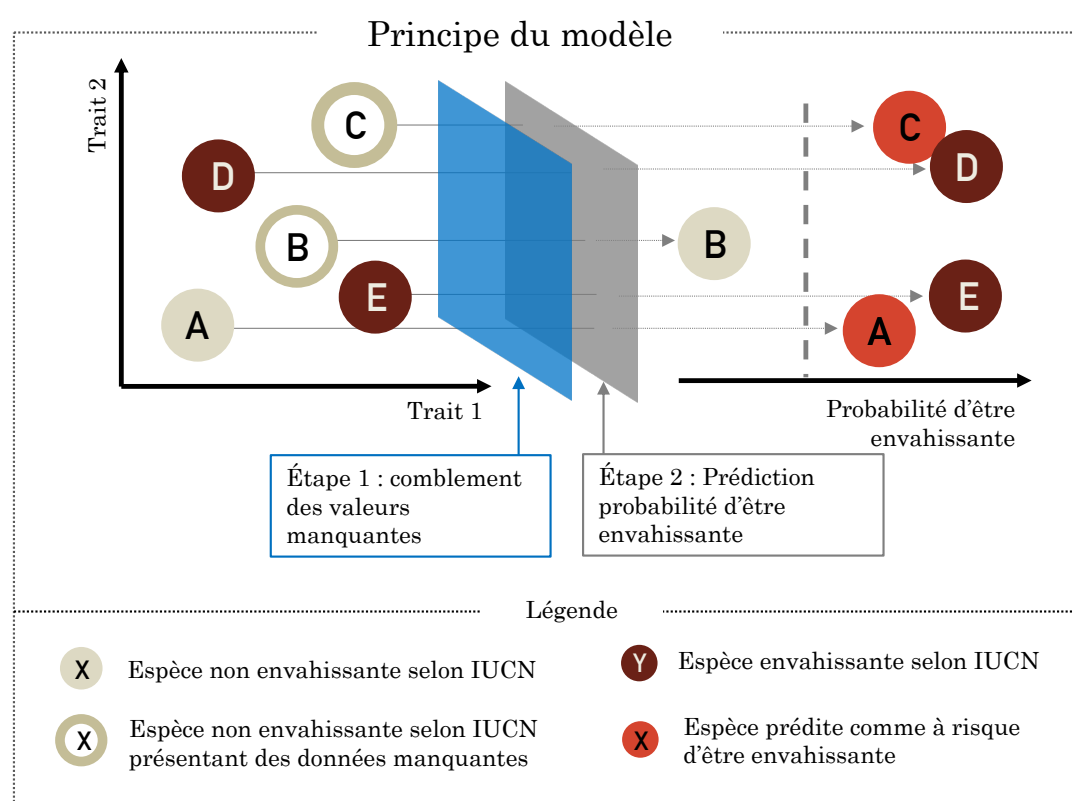 Principe du modèle
Trait 2
C
D
B
E
A
C
D
B
E
A
Trait 1
Probabilité d'être
envahissante
Étape 1 : comblement
des valeurs
manquantes
Étape 2 : Prédiction
probabilité d'être
envahissante
Légende
X Espèce non envahissante selon IUCN
Y Espèce envahissante selon IUCN
X Espèce non envahissante selon IUCN
présentant des données manquantes
X Espèce prédite comme à risque
d'être envahissante